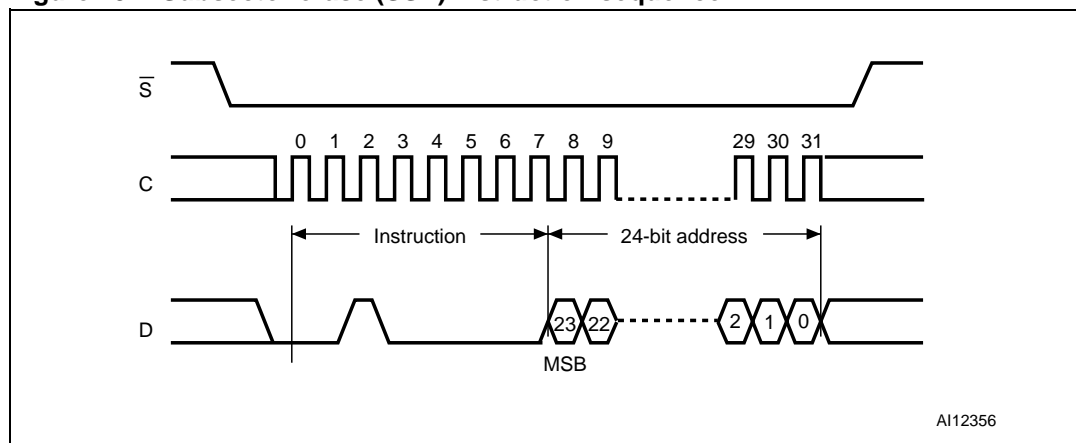 S
0 1 2 3 4 5 6 7 8 9 29 30 31
C
Instruction 24-bit address
D 23 22 2 1 0
MSB
AI12356